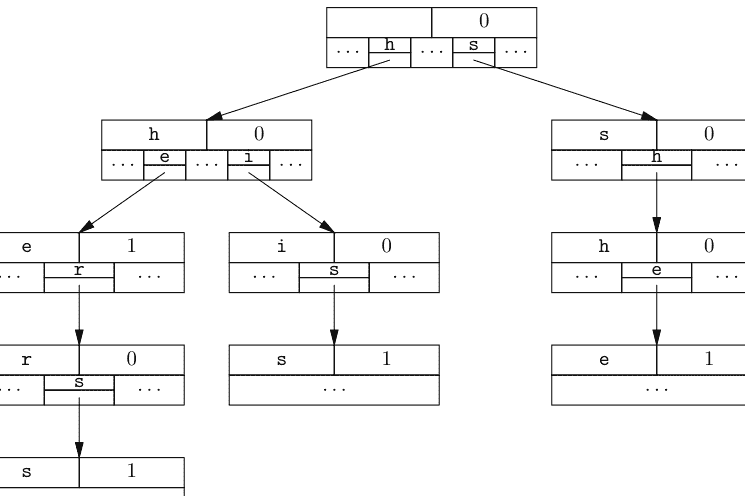 0
... h ... s ...
h 0
s 0
... e ... i ...
... h ...
e 1
i 0
h 0
... r ...
... s ...
... e ...
r 0
s 1
e 1
... s ...
...
...
s 1